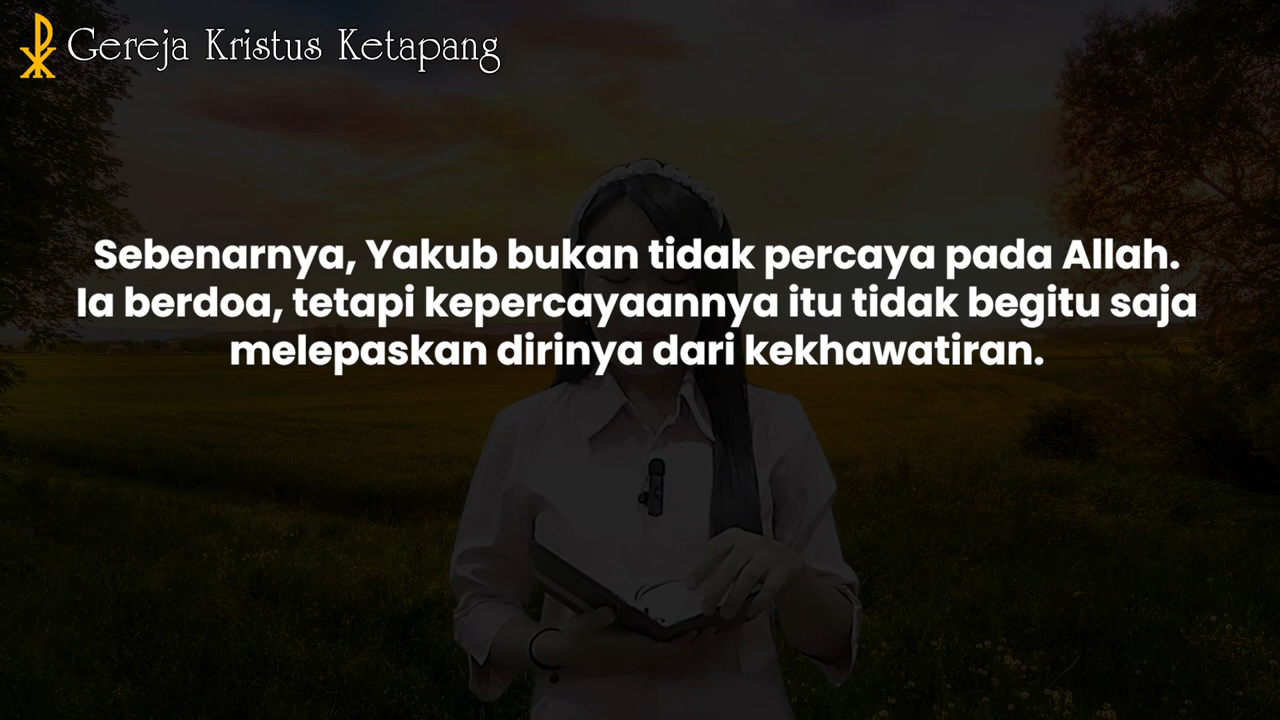 Gereja Kristus Ketapang
Sebenarnya, Yakub bukan tidak percaya pada Allah.
Ia berdoa, tetapi kepercayaannya itu tidak begitu saja
melepaskan dirinya dari kekhawatiran.